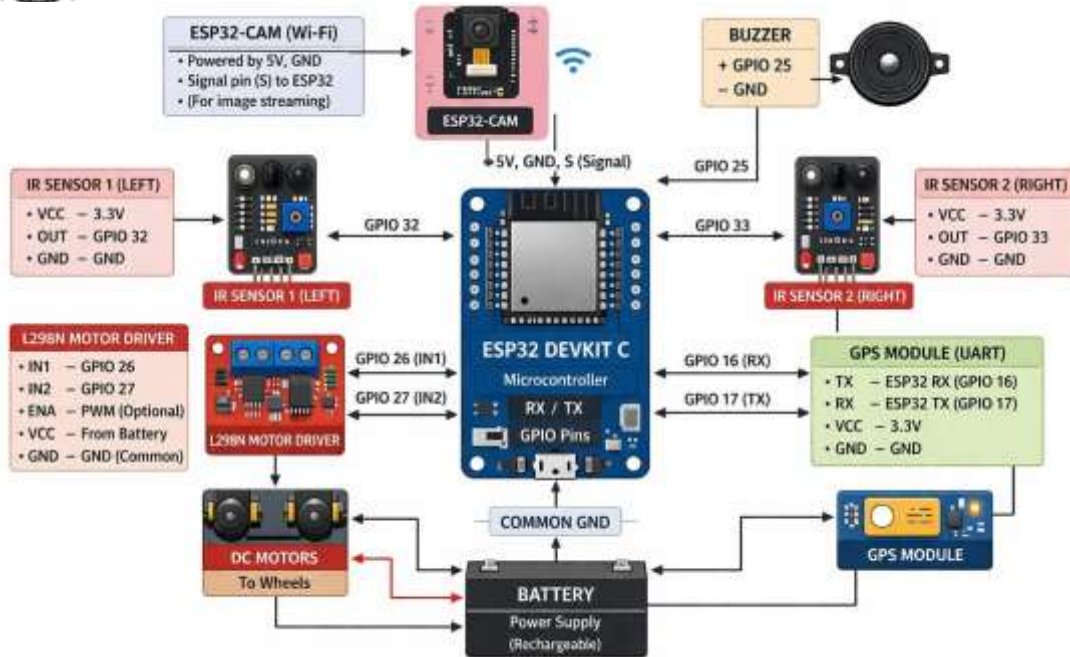 ESP32-CAM (Wi-Fi)
• Powered by 5V, GND
• Signal pin (S) to ESP32
• (For image streaming)
ESP32-CAM
BUZZER
+ GPIO 25
– GND
5V, GND, S (Signal)
GPIO 25
IR SENSOR 1 (LEFT)
• VCC – 3.3V
• OUT – GPIO 32
• GND – GND
IR SENSOR 1 (LEFT)
GPIO 32
GPIO 33
IR SENSOR 2 (RIGHT)
IR SENSOR 2 (RIGHT)
• VCC – 3.3V
• OUT – GPIO 33
• GND – GND
L298N MOTOR DRIVER
• IN1 – GPIO 26
• IN2 – GPIO 27
• ENA – PWM (Optional)
• VCC – From Battery
• GND – GND (Common)
L298N MOTOR DRIVER
GPIO 26 (IN1)
GPIO 27 (IN2)
ESP32 DEVKIT C
Microcontroller
RX / TX
GPIO Pins
GPIO 16 (RX)
GPIO 17 (TX)
GPS MODULE (UART)
• TX – ESP32 RX (GPIO 16)
• RX – ESP32 TX (GPIO 17)
• VCC – 3.3V
• GND – GND
DC MOTORS
To Wheels
COMMON GND
BATTERY
Power Supply
(Rechargeable)
GPS MODULE